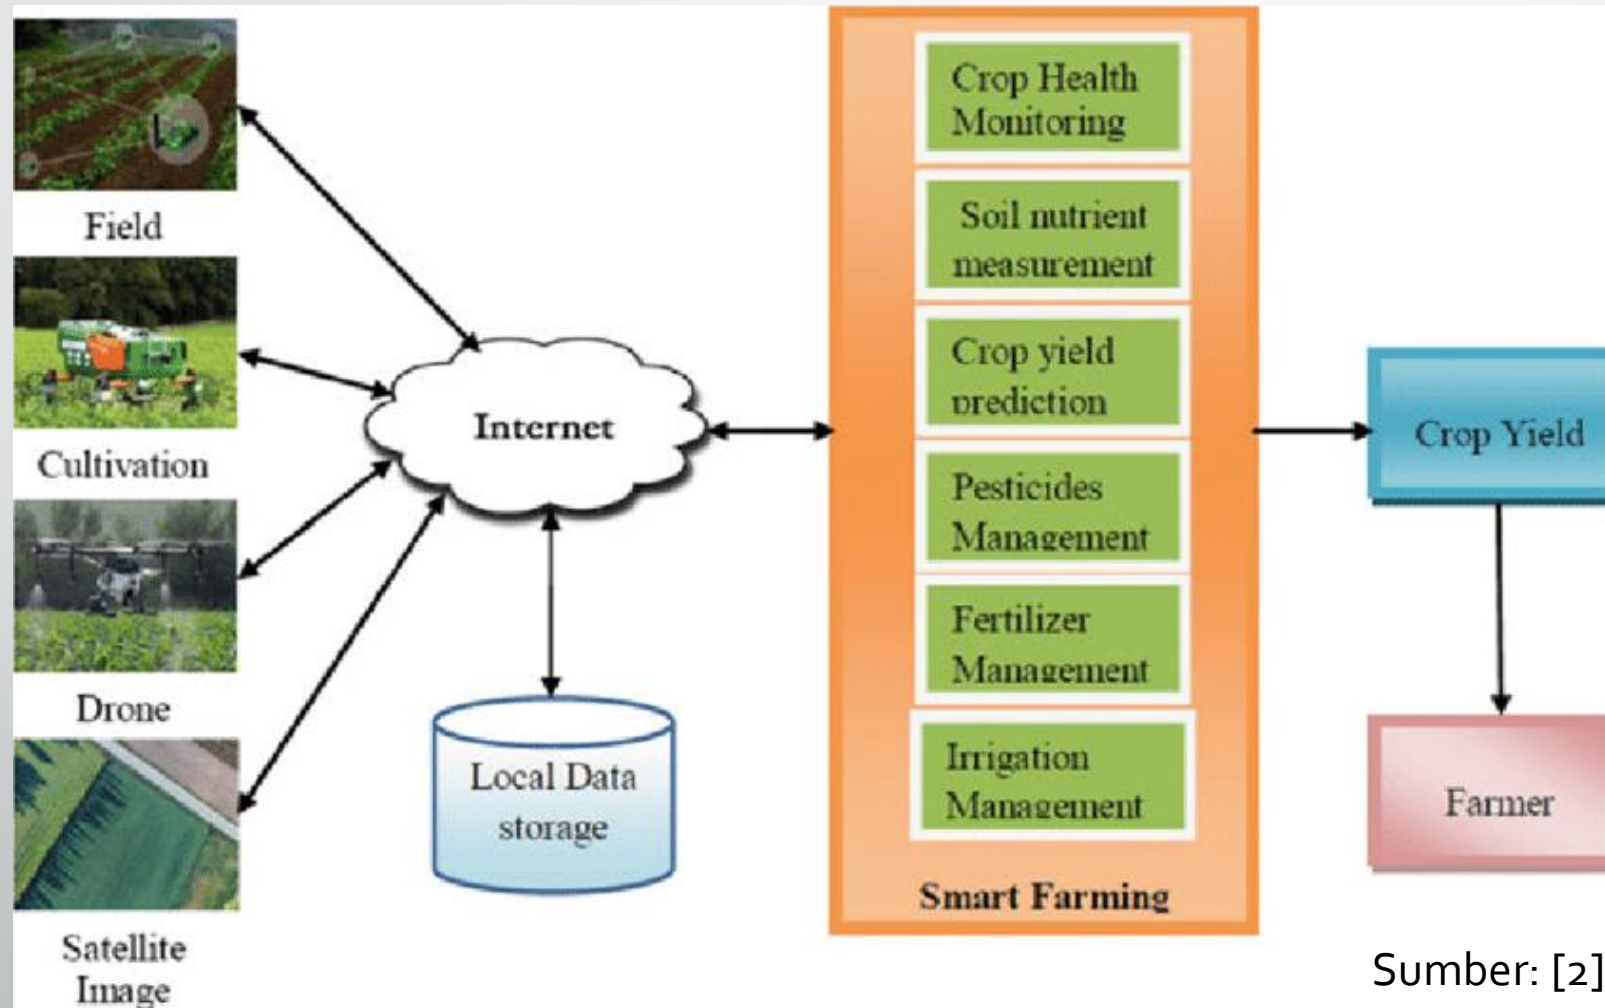 Field
Cultivation
Drone
Satellite
Image
Internet
Local Data
storage
Crop Health
Monitoring
Soil nutrient
measurement
Crop yield
prediction
Pesticides
Management
Fertilizer
Management
Irrigation
Management
Smart Farming
Crop Yield
Farmer
Sumber: [2]